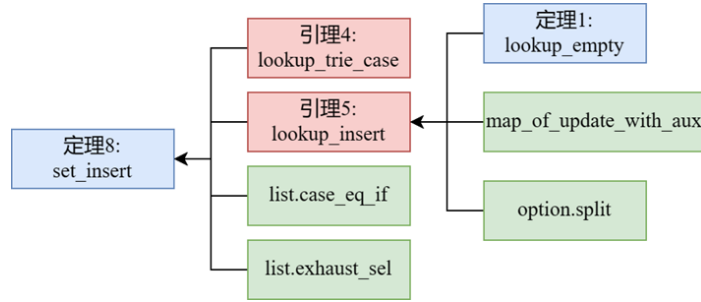 引理4:
lookup_trie_case
定理1:
lookup_empty
引理5:
lookup_insert
map_of_update_with_aux
定理8:
set_insert
list.case_eq_if
option.split
list.exhaust_sel